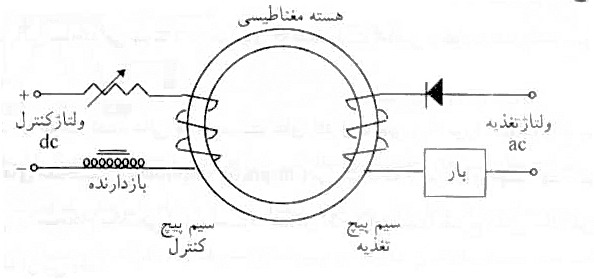 هسته مغناطیسی
+
ولتاژکنترل
dc
−
بازدارنده
سیم پیچ
کنترل
سیم پیچ
تغذیه
ولتاژتغذیه
ac
بار